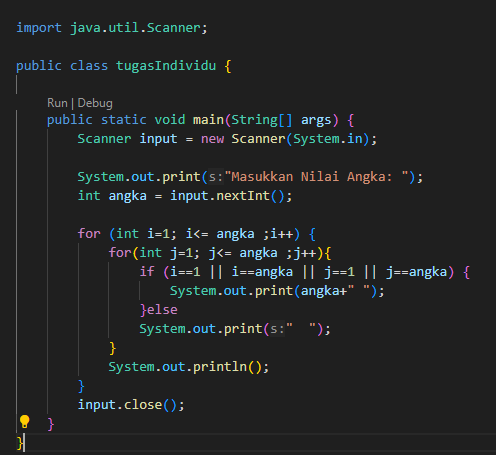 import java.util.Scanner;
public class tugasIndividu {
Run | Debug
public static void main(String[] args) {
Scanner input = new Scanner(System.in);
System.out.print(s:"Masukkan Nilai Angka: ");
int angka = input.nextInt();
for (int i=1; i<= angka ;i++) {
for(int j=1; j<= angka ;j++){
if (i==1 || i==angka || j==1 || j==angka) {
System.out.print(angka+" ");
}else
System.out.print(s:"  ");
}
System.out.println();
}
input.close();
}
}